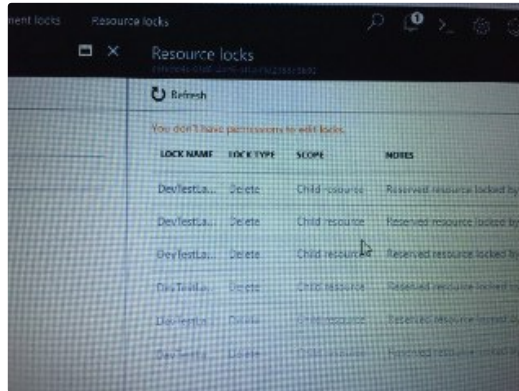 Resource locks
Resource locks
Refresh
You don't have permissions to edit locks.
LOCK NAME LOCK TYPE SCOPE NOTES
DevTestLa... Delete Child resource Reserved resource locked by
DevTestLa... Delete Child resource Reserved resource locked by
DevTestLa... Delete Child resource Reserved resource locked by
DevTestLa... Delete Child resource Reserved resource locked by
DevTestLa... Delete Child resource Reserved resource locked by
DevTestLa... Delete Child resource Reserved resource locked by